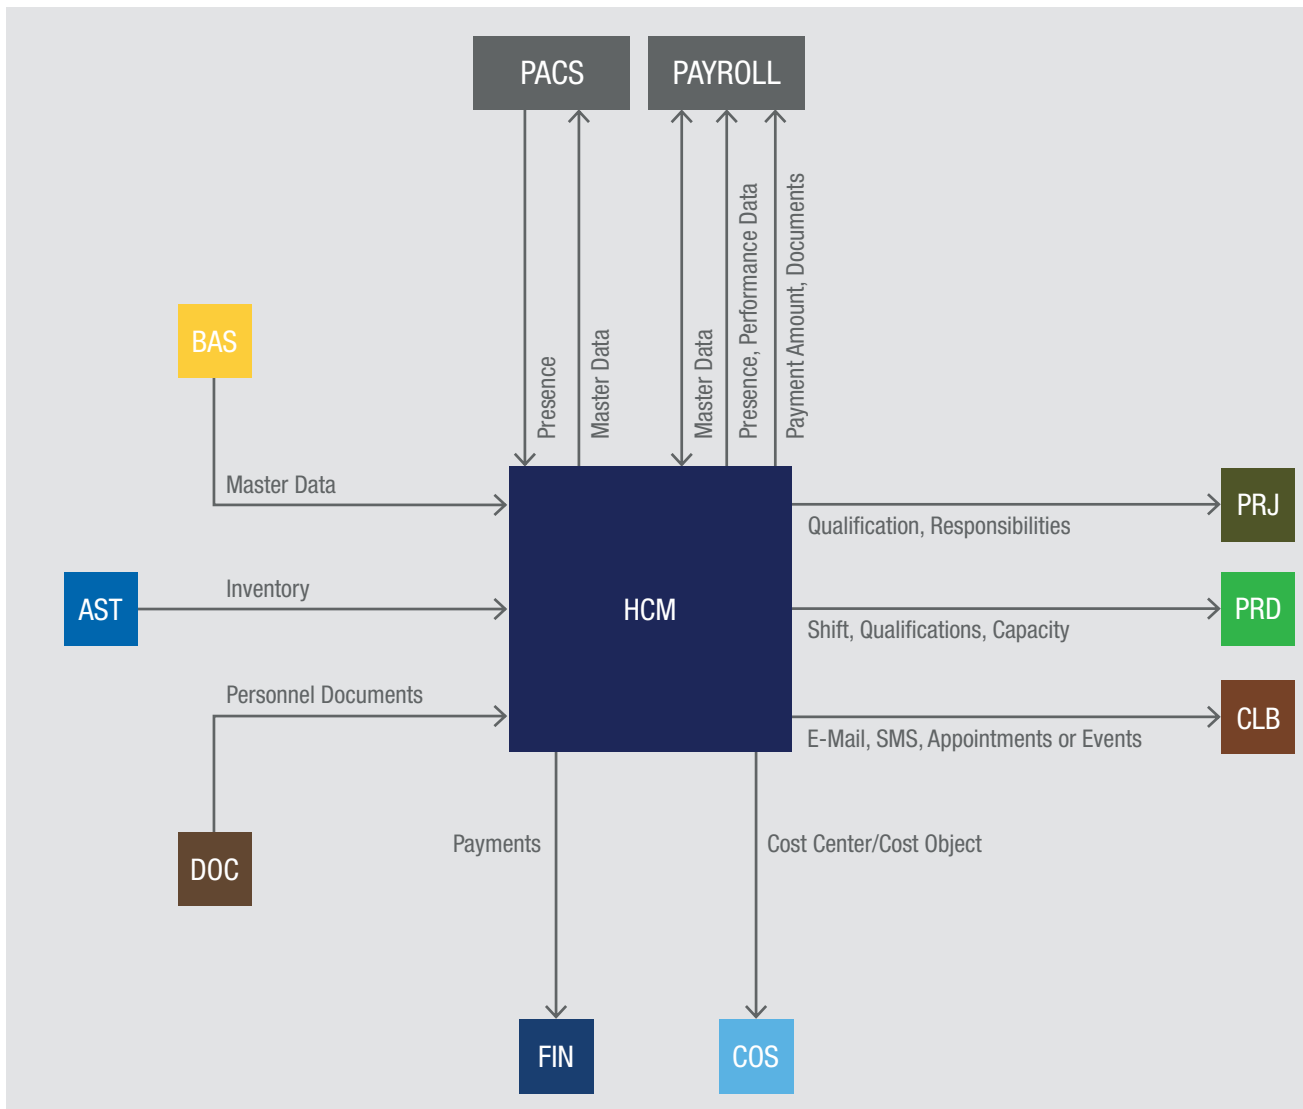 PACS
PAYROLL
Presence
Master Data
Master Data
Presence, Performance Data
Payment Amount, Documents
BAS
Master Data
AST
Inventory
Personnel Documents
DOC
HCM
Qualification, Responsibilities
PRJ
Shift, Qualifications, Capacity
PRD
E-Mail, SMS, Appointments or Events
CLB
Payments
Cost Center/Cost Object
FIN
COS